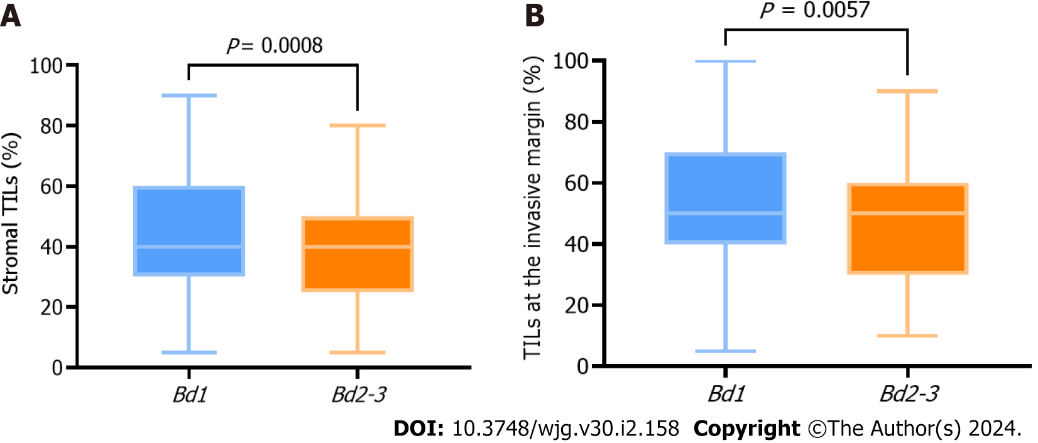 A
P = 0.0008
Stromal TILs (%)
100
80
60
40
20
0
Bd1
Bd2-3
B
P = 0.0057
TILs at the invasive margin (%)
100
80
60
40
20
0
Bd1
Bd2-3
DOI: 10.3748/wjg.v30.i2.158 Copyright ©The Author(s) 2024.